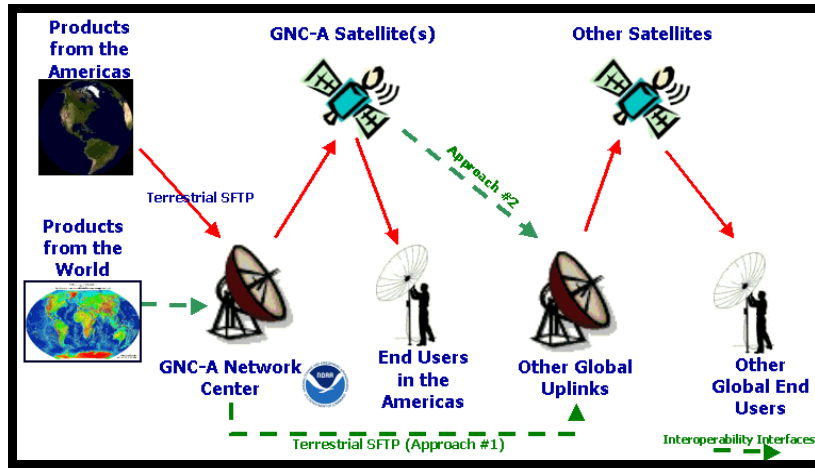 Products
from the
Americas
GNC-A Satellite(s)
Other Satellites
Terrestrial SFTP
Approach #2
Products
from the
World
GNC-A Network
Center
NOAA
End Users
in the
Americas
Other Global
Uplinks
Other
Global End
Users
Terrestrial SFTP (Approach #1)
Interoperability Interfaces